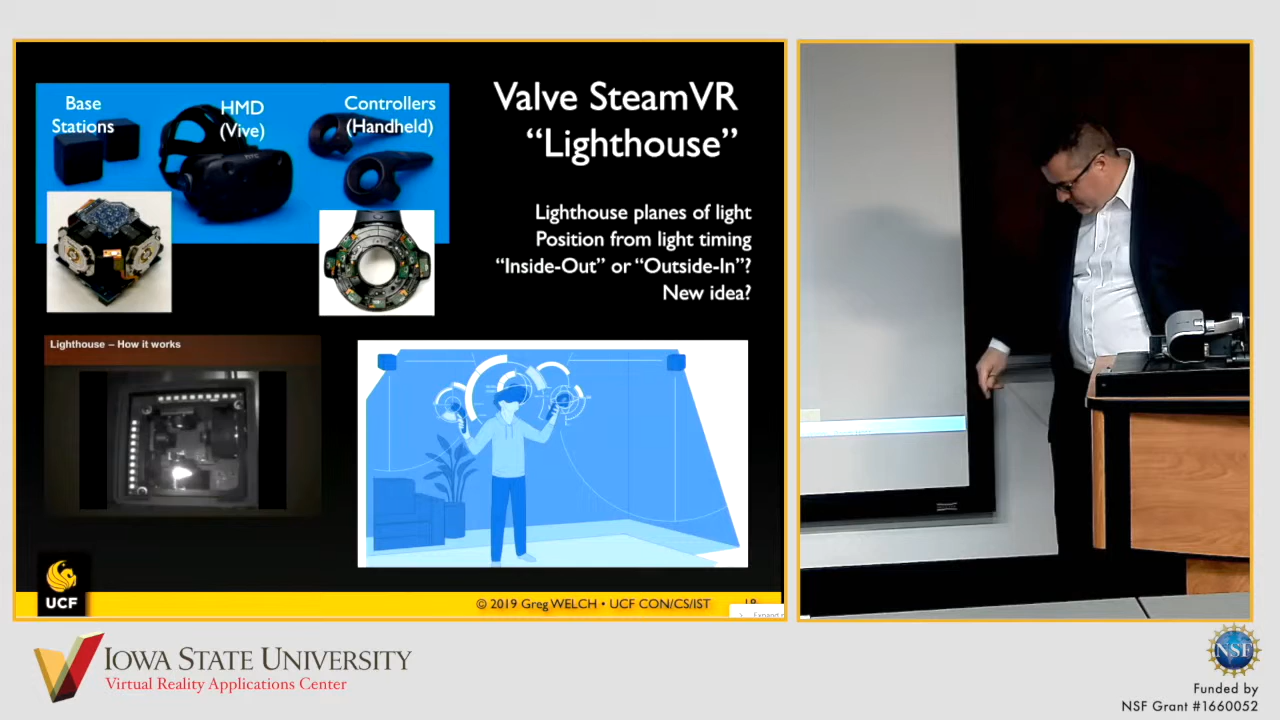 Base
Stations
HMD
(Vive)
Controllers
(Handheld)
Valve SteamVR
“Lighthouse”
Lighthouse planes of light
Position from light timing
“Inside-Out” or “Outside-In”?
New idea?
Lighthouse – How it works
UCF
© 2019 Greg WELCH • UCF CON/CS/IST
IOWA STATE UNIVERSITY
Virtual Reality Applications Center
NSF
Funded by
NSF Grant #1660052